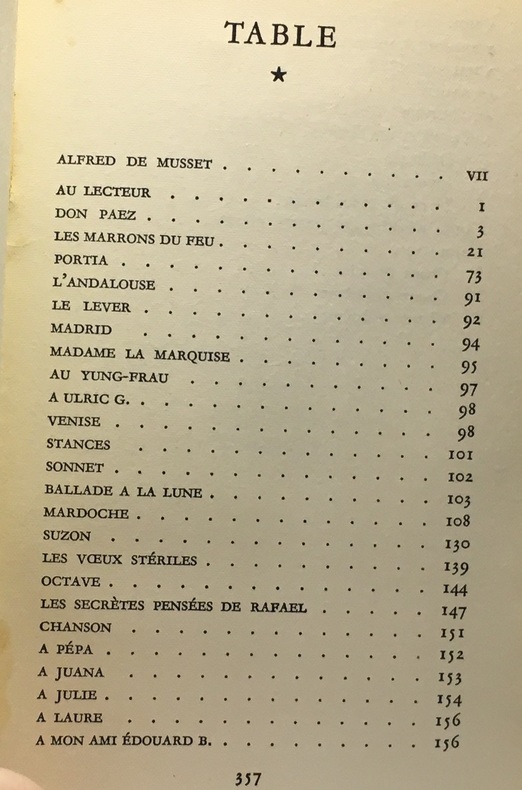 TABLE
★
ALFRED DE MUSSET . . . . . . . . . . VII
AU LECTEUR . . . . . . . . . . . . 1
DON PAEZ . . . . . . . . . . . . . 3
LES MARRONS DU FEU . . . . . . . . . . 21
PORTIA . . . . . . . . . . . . . . 73
L'ANDALOUSE . . . . . . . . . . . . 91
LE LEVER . . . . . . . . . . . . . 92
MADRID . . . . . . . . . . . . . 94
MADAME LA MARQUISE . . . . . . . . . 95
AU YUNG-FRAU . . . . . . . . . . . 97
A ULRIC G. . . . . . . . . . . . . . 98
VENISE . . . . . . . . . . . . . . 98
STANCES . . . . . . . . . . . . . 101
SONNET . . . . . . . . . . . . . . 102
BALLADE A LA LUNE . . . . . . . . . . 103
MARDOCHE . . . . . . . . . . . . . 108
SUZON . . . . . . . . . . . . . . 130
LES VŒUX STÉRILES . . . . . . . . . . 139
OCTAVE . . . . . . . . . . . . . . 144
LES SECRÈTES PENSÉES DE RAFAEL . . . . . . 147
CHANSON . . . . . . . . . . . . . 151
A PÉPA . . . . . . . . . . . . . . 152
A JUANA . . . . . . . . . . . . . 153
A JULIE . . . . . . . . . . . . . . 154
A LAURE . . . . . . . . . . . . . 156
A MON AMI ÉDOUARD B. . . . . . . . . . 156
357